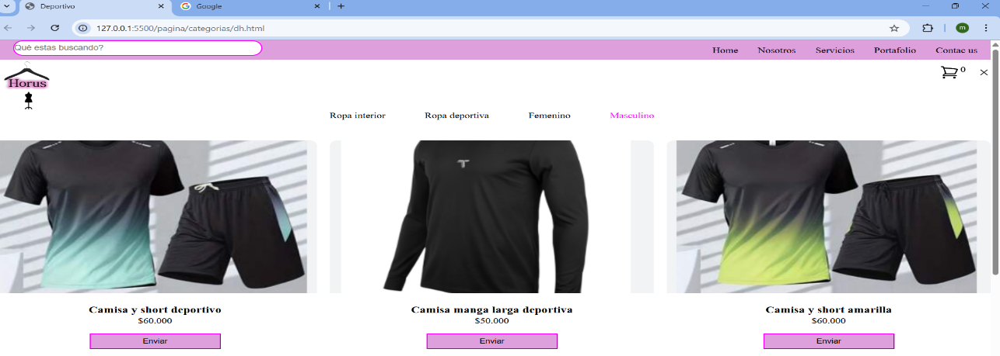 Deportivo
Google
127.0.0.1:5500/pagina/categorias/dh.html
m
Qué estas buscando?
Home Nosotros Servicios Portafolio Contac us
Horus
0
Ropa interior Ropa deportiva Femenino Masculino
Camisa y short deportivo
$60.000
Enviar
Camisa manga larga deportiva
$50.000
Enviar
Camisa y short amarilla
$60.000
Enviar